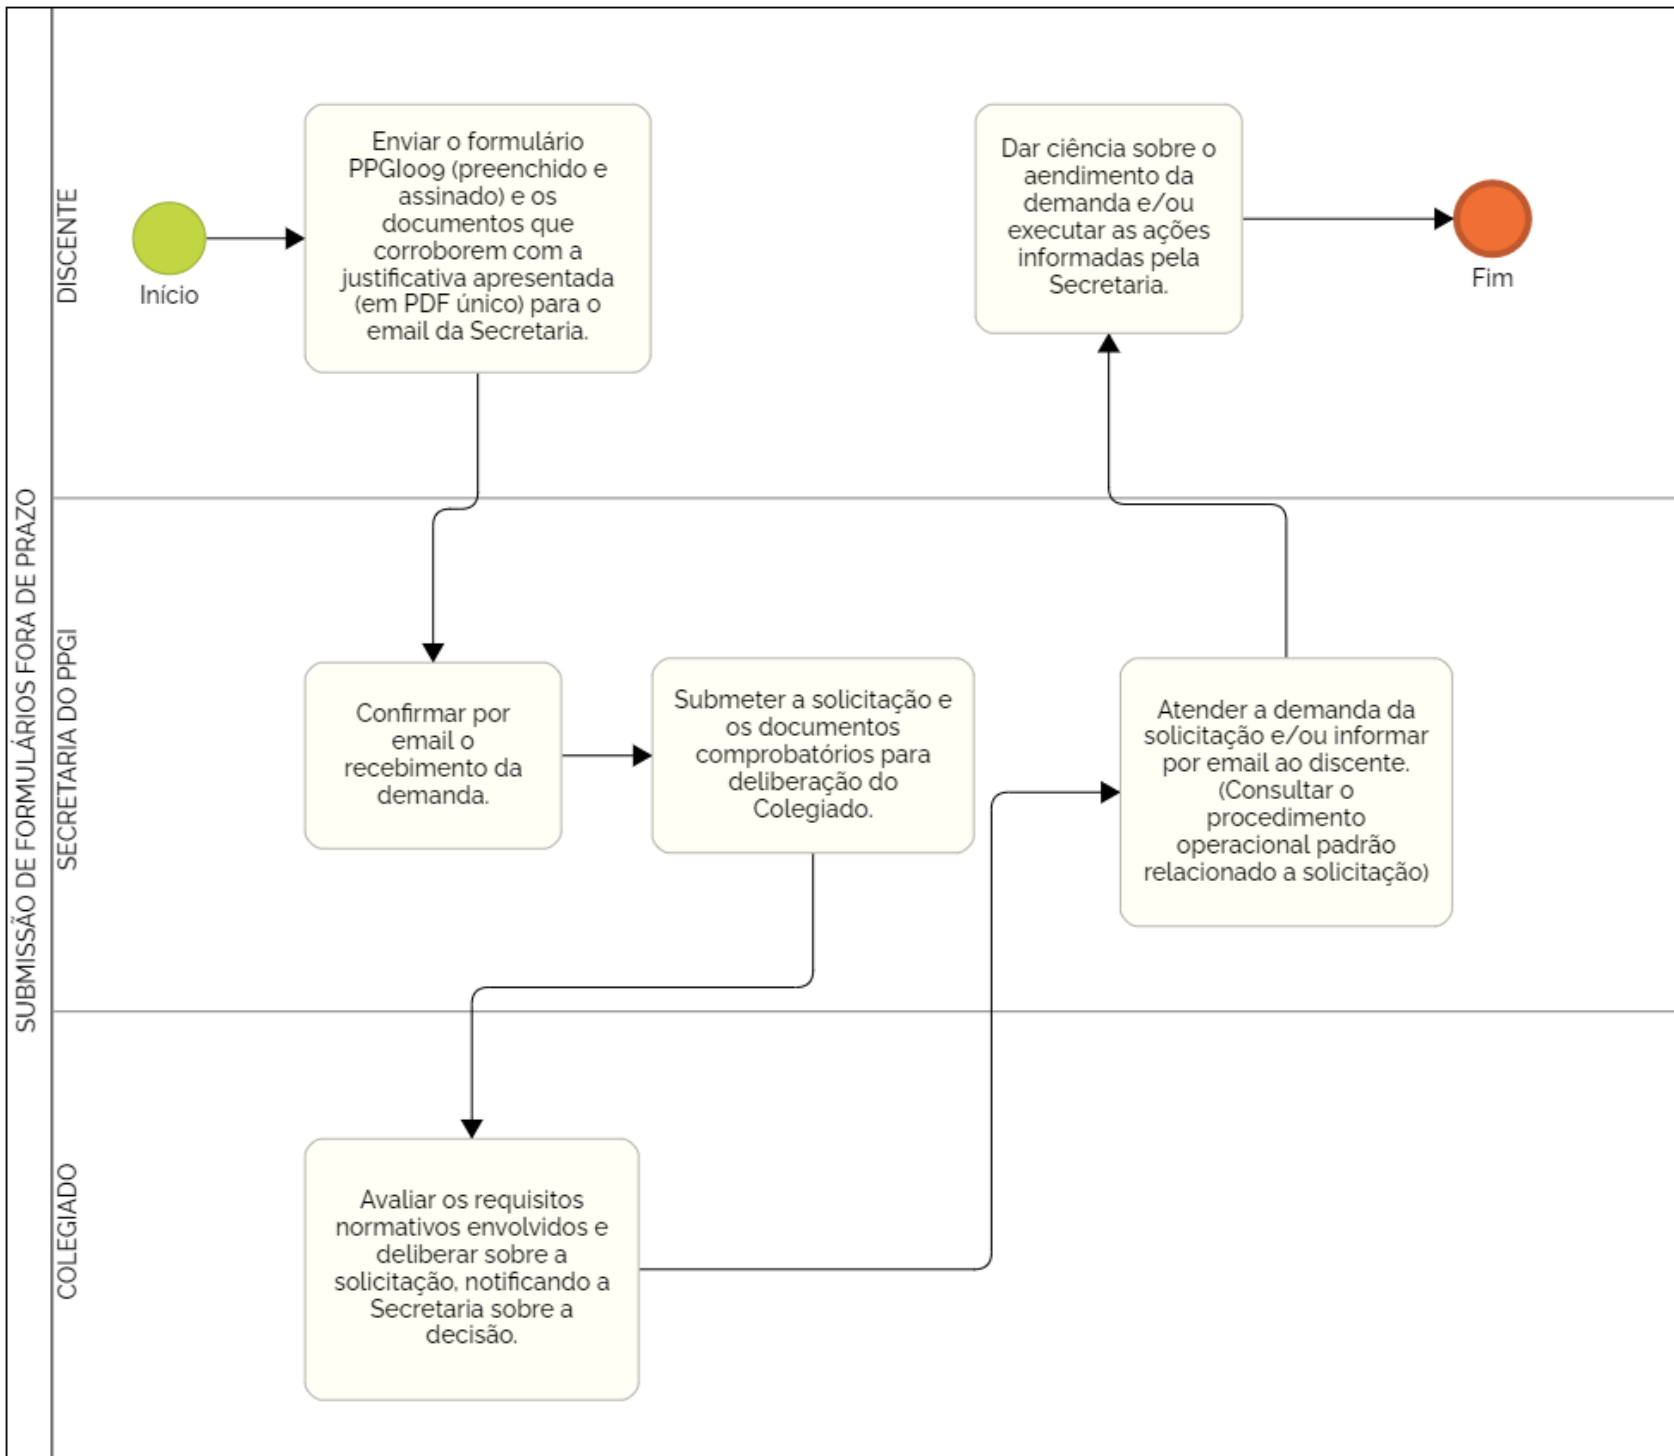 SUBMISSÃO DE FORMULÁRIOS FORA DE PRAZO
DISCENTE
Início
Enviar o formulário
PPGI009 (preenchido e
assinado) e os
documentos que
corroborem com a
justificativa apresentada
(em PDF único) para o
email da Secretaria.
Dar ciência sobre o
aendimento da
demanda e/ou
executar as ações
informadas pela
Secretaria.
Fim
SECRETARIA DO PPGI
Confirmar por
email o
recebimento da
demanda.
Submeter a solicitação e
os documentos
comprobatórios para
deliberação do
Colegiado.
Atender a demanda da
solicitação e/ou informar
por email ao discente.
(Consultar o
procedimento
operacional padrão
relacionado a solicitação)
COLEGIADO
Avaliar os requisitos
normativos envolvidos e
deliberar sobre a
solicitação, notificando a
Secretaria sobre a
decisão.